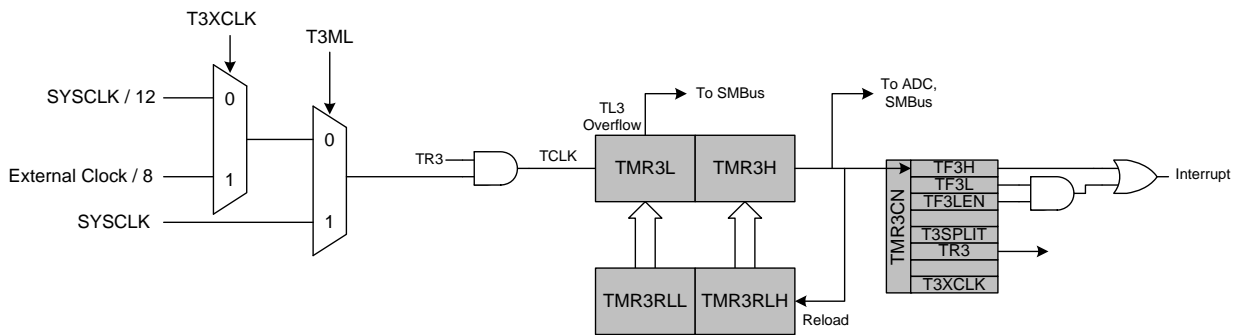 T3XCLK
T3ML
SYSCLK / 12
0
To ADC,
SMBus
To SMBus
TL3
Overflow
0
TR3
TCLK
TMR3L
TMR3H
External Clock / 8
1
SYSCLK
1
TMR3CN
TF3H
TF3L
TF3LEN
T3SPLIT
TR3
T3XCLK
Interrupt
TMR3RLL
TMR3RLH
Reload